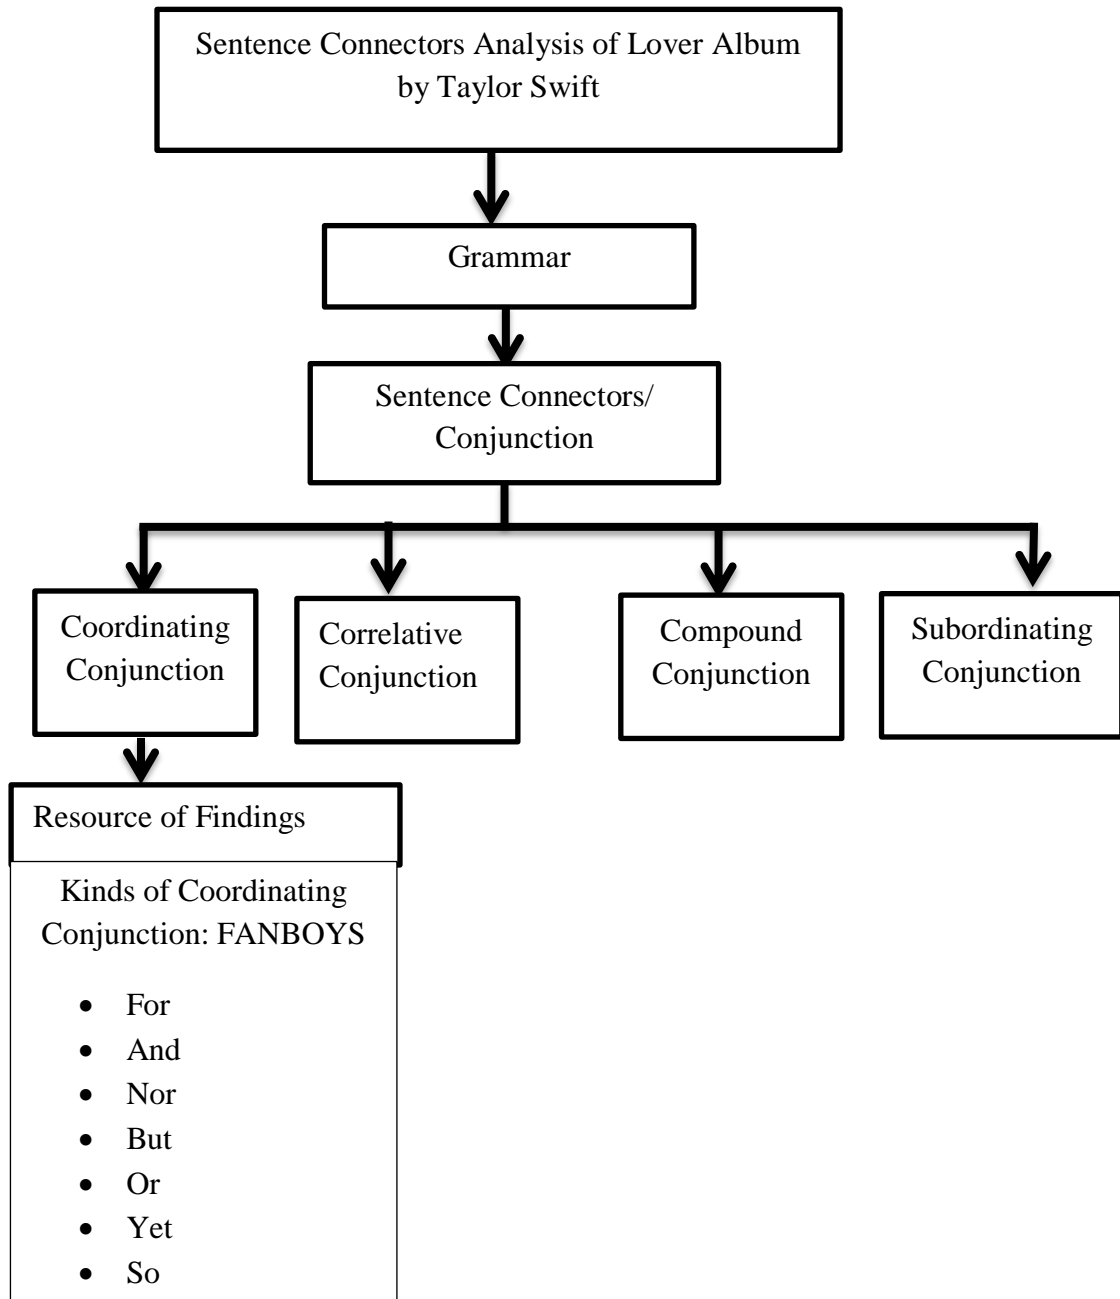 Sentence Connectors Analysis of Lover Album
by Taylor Swift
Grammar
Sentence Connectors/
Conjunction
Coordinating
Conjunction
Correlative
Conjunction
Compound
Conjunction
Subordinating
Conjunction
Resource of Findings
Kinds of Coordinating
Conjunction: FANBOYS
• For
• And
• Nor
• But
• Or
• Yet
• So